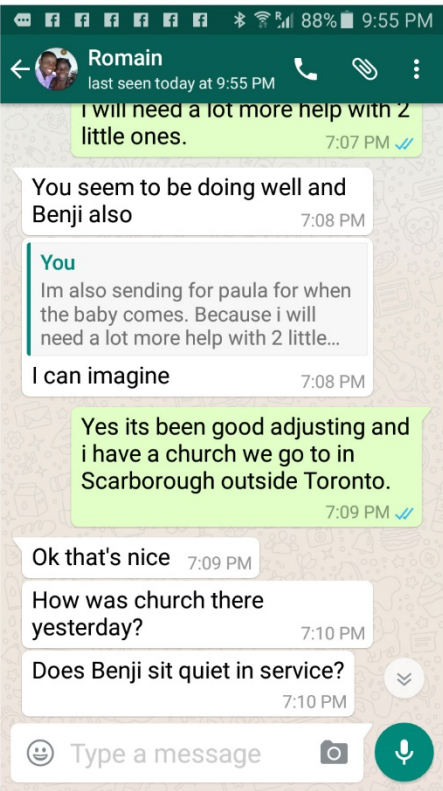 88% 9:55 PM
Romain
last seen today at 9:55 PM
I will need a lot more help with 2
little ones.
7:07 PM
You seem to be doing well and
Benji also
7:08 PM
You
Im also sending for paula for when
the baby comes. Because i will
need a lot more help with 2 little...
I can imagine
7:08 PM
Yes its been good adjusting and
i have a church we go to in
Scarborough outside Toronto.
7:09 PM
Ok that's nice 7:09 PM
How was church there
yesterday?
7:10 PM
Does Benji sit quiet in service?
7:10 PM
Type a message